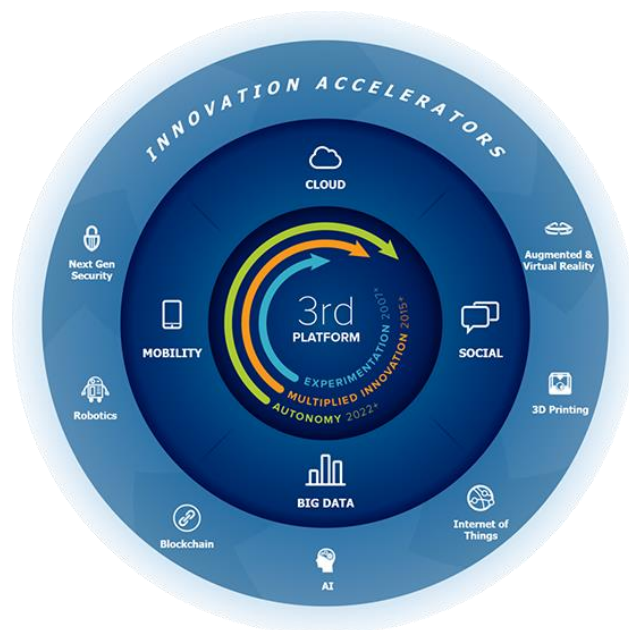 INNOVATION ACCELERATORS
CLOUD
Next Gen
Security
Augmented &
Virtual Reality
3rd
PLATFORM
MOBILITY
SOCIAL
EXPERIMENTATION 2007+
MULTIPLIED INNOVATION 2015+
AUTONOMY 2022+
Robotics
3D Printing
BIG DATA
Internet of
Things
Blockchain
AI